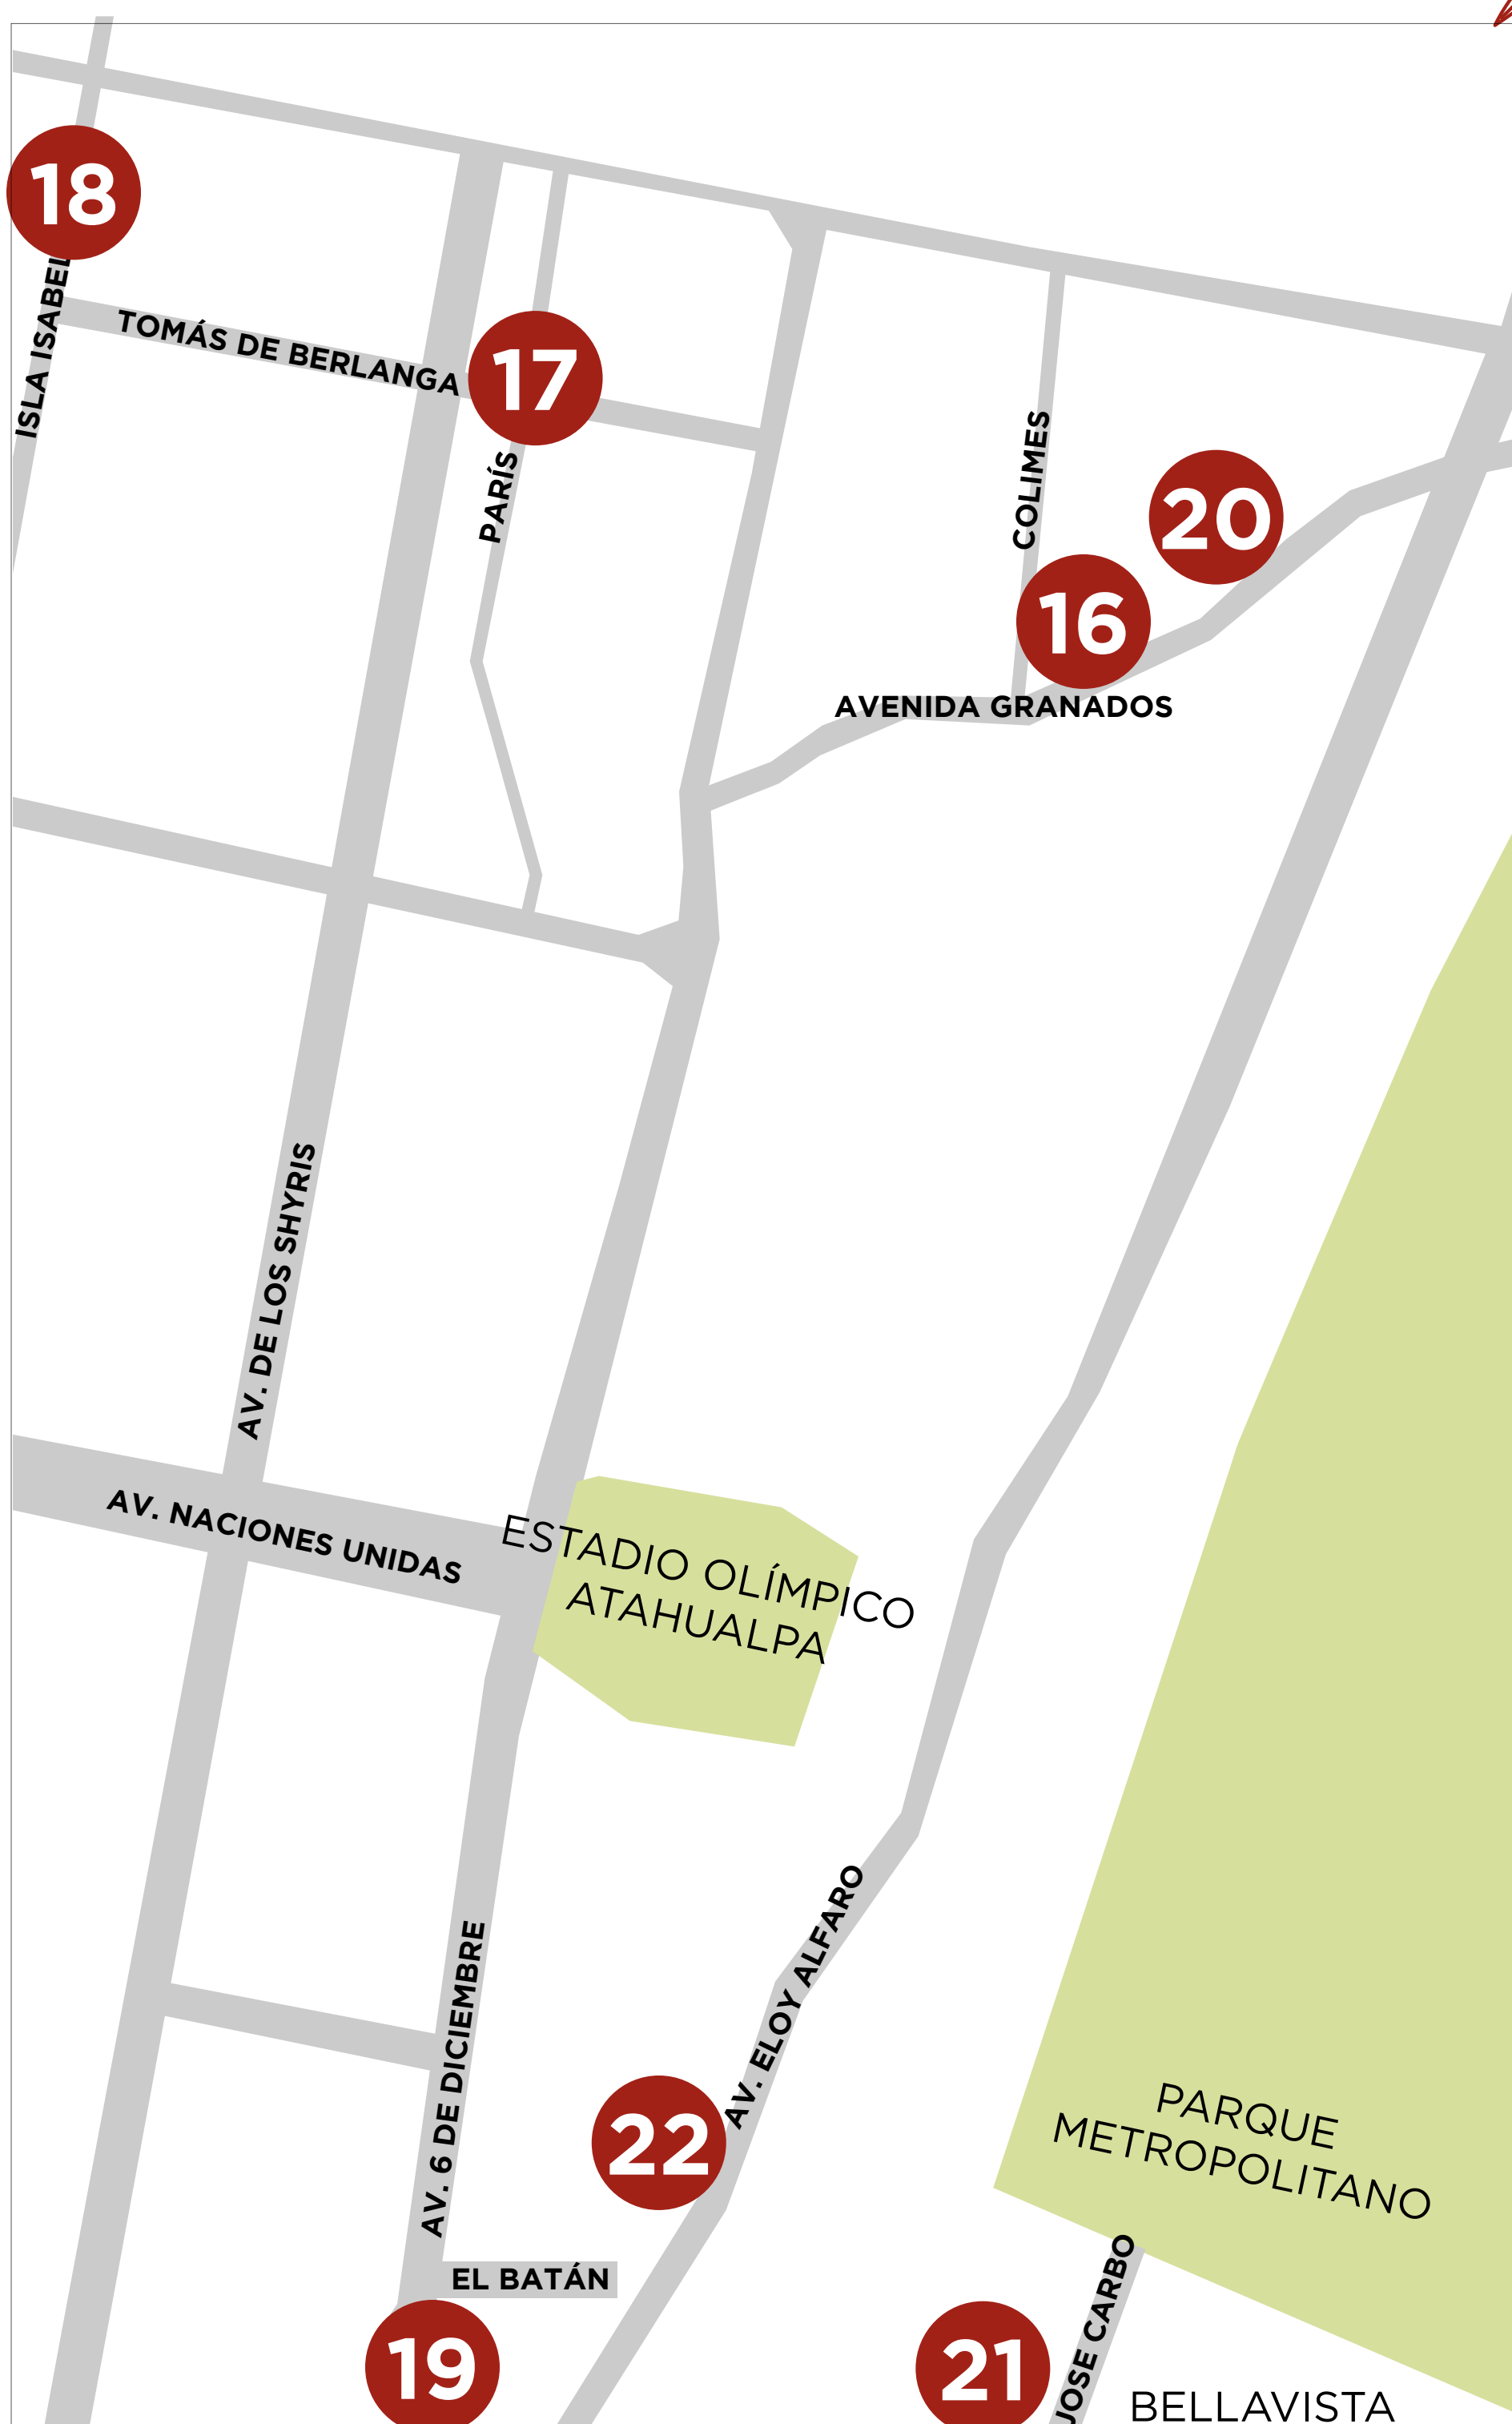 18
ISLA ISABEL
TOMÁS DE BERLANGA
17
PARÍS
COLIMES
20
16
AVENIDA GRANADOS
AV. DE LOS SHYRIS
AV. NACIONES UNIDAS
ESTADIO OLÍMPICO
ATAHUALPA
AV. ELOY ALFARO
AV. 6 DE DICIEMBRE
22
PARQUE
METROPOLITANO
EL BATÁN
19
21
JOSE CARBO
BELLAVISTA